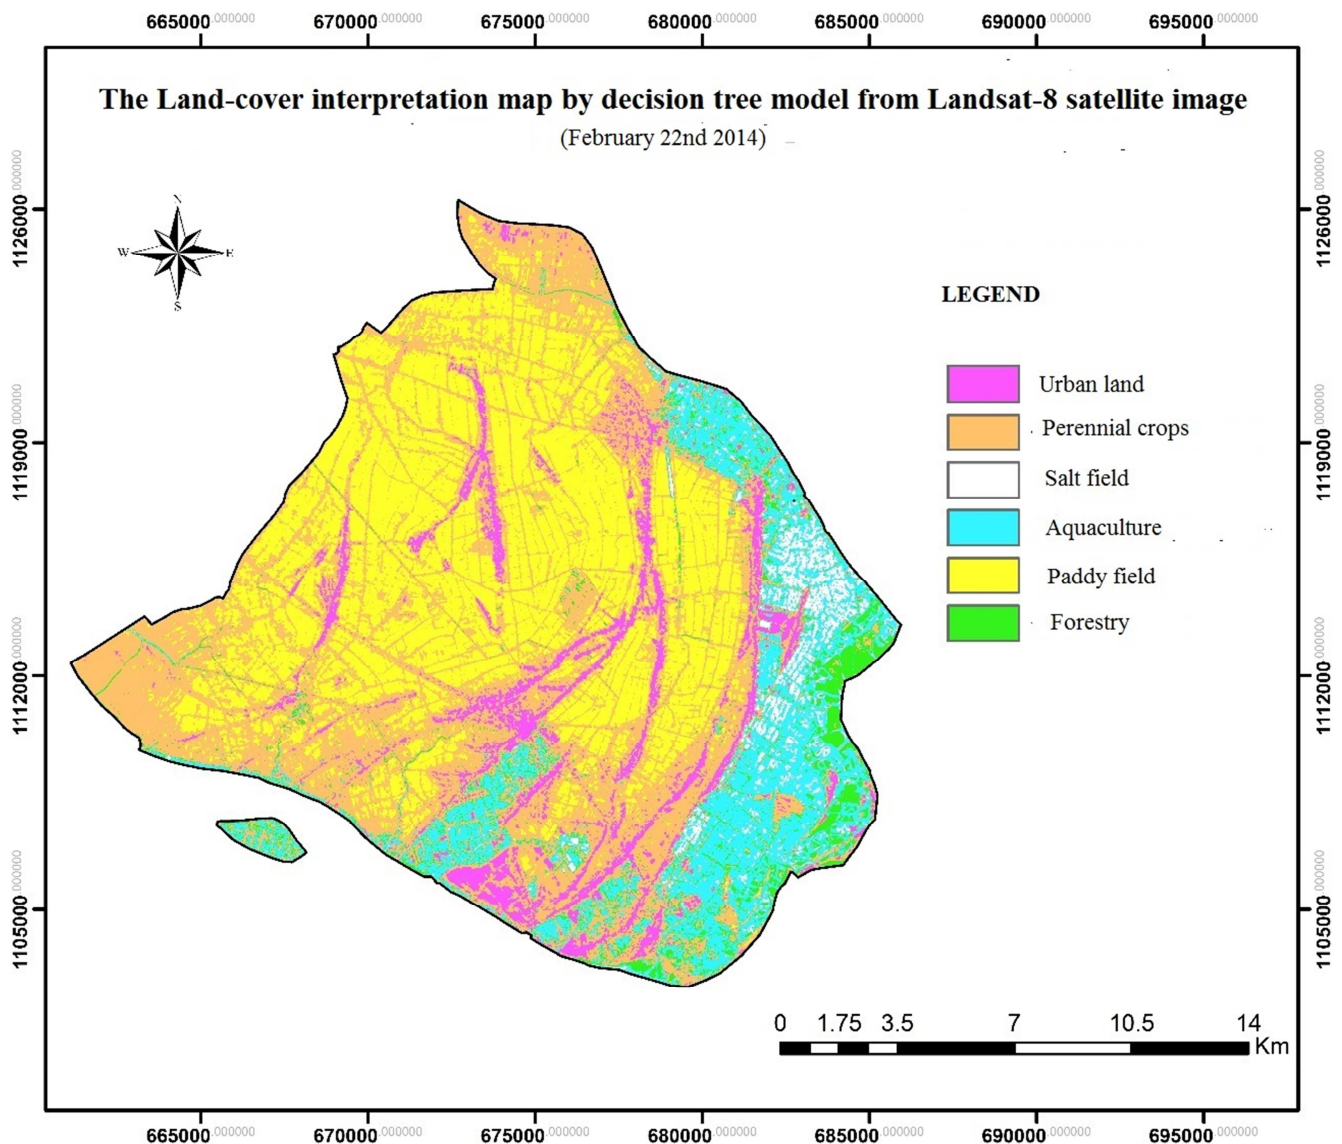 665000.000000 670000.000000 675000.000000 680000.000000 685000.000000 690000.000000 695000.000000
The Land-cover interpretation map by decision tree model from Landsat-8 satellite image
(February 22nd 2014)
1126000.000000
1119000.000000
1112000.000000
1105000.000000
N
W E
S
LEGEND
Urban land
Perennial crops
Salt field
Aquaculture
Paddy field
Forestry
1126000.000000
1119000.000000
1112000.000000
1105000.000000
0 1.75 3.5 7 10.5 14
Km
665000.000000 670000.000000 675000.000000 680000.000000 685000.000000 690000.000000 695000.000000